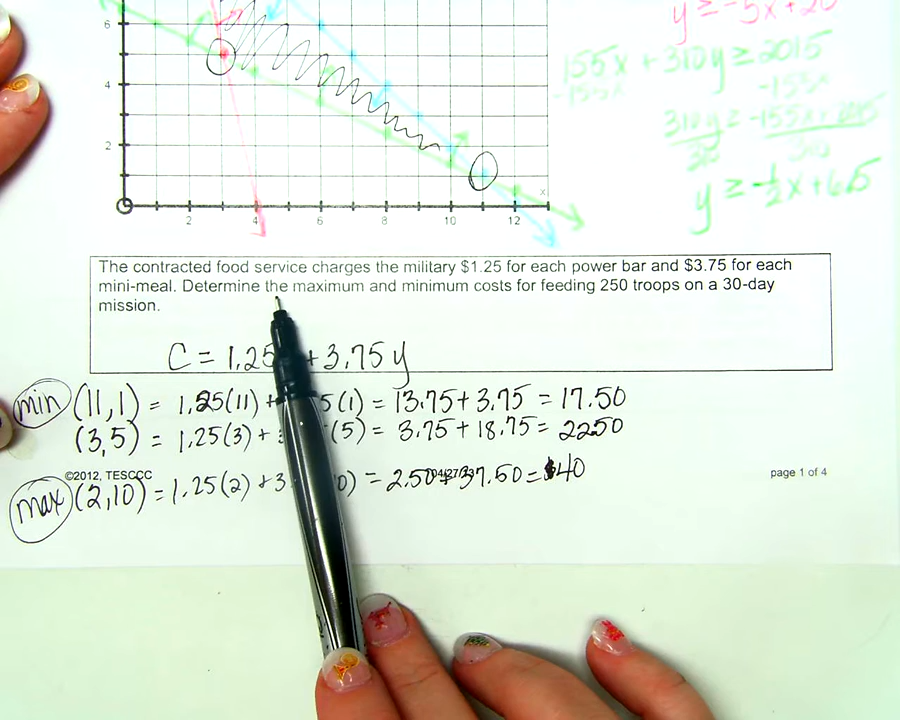 y ≥ -5x+20
155x + 310y ≥ 2015
-155x -155x
310y ≥ -155x + 2015
310 310
y ≥ -1/2x + 6.5
6
4
2
x
2 4 6 8 10 12
The contracted food service charges the military $1.25 for each power bar and $3.75 for each
mini-meal. Determine the maximum and minimum costs for feeding 250 troops on a 30-day
mission.
C = 1.25 + 3.75y
min (11,1) = 1.25(11) + 5(1) = 13.75 + 3.75 = 17.50
(3,5) = 1.25(3) + (5) = 3.75 + 18.75 = 2250
©2012, TESCCC page 1 of 4
max (2,10) = 1.25(2) + 3 0) = 2.50 + 37.50 = $40